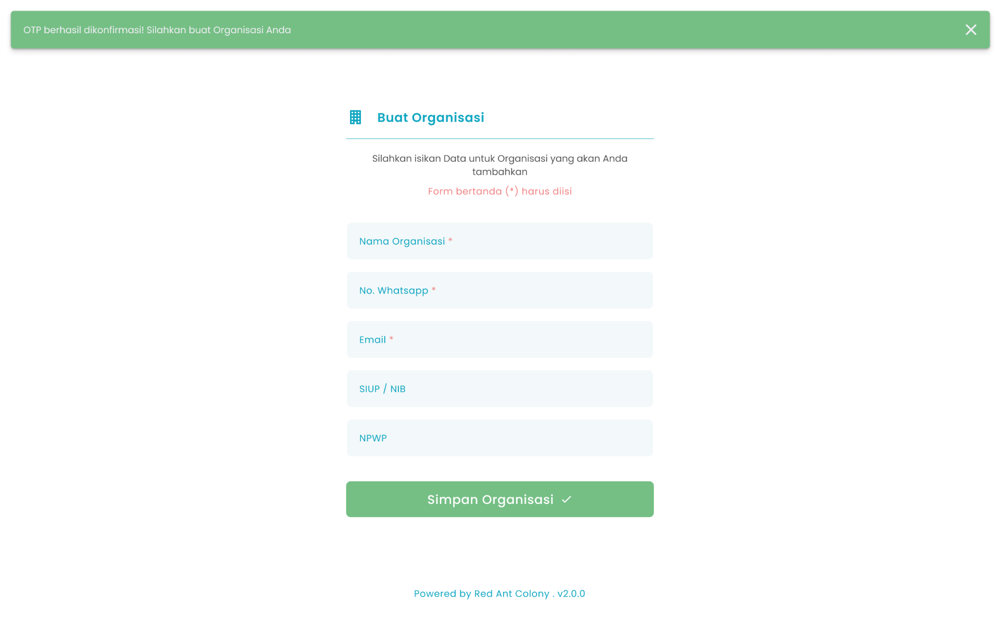 OTP berhasil dikonfirmasi! Silahkan buat Organisasi Anda
Buat Organisasi
Silahkan isikan Data untuk Organisasi yang akan Anda
tambahkan
Form bertanda (*) harus diisi
Nama Organisasi *
No. Whatsapp *
Email *
SIUP / NIB
NPWP
Simpan Organisasi
Powered by Red Ant Colony . v2.0.0